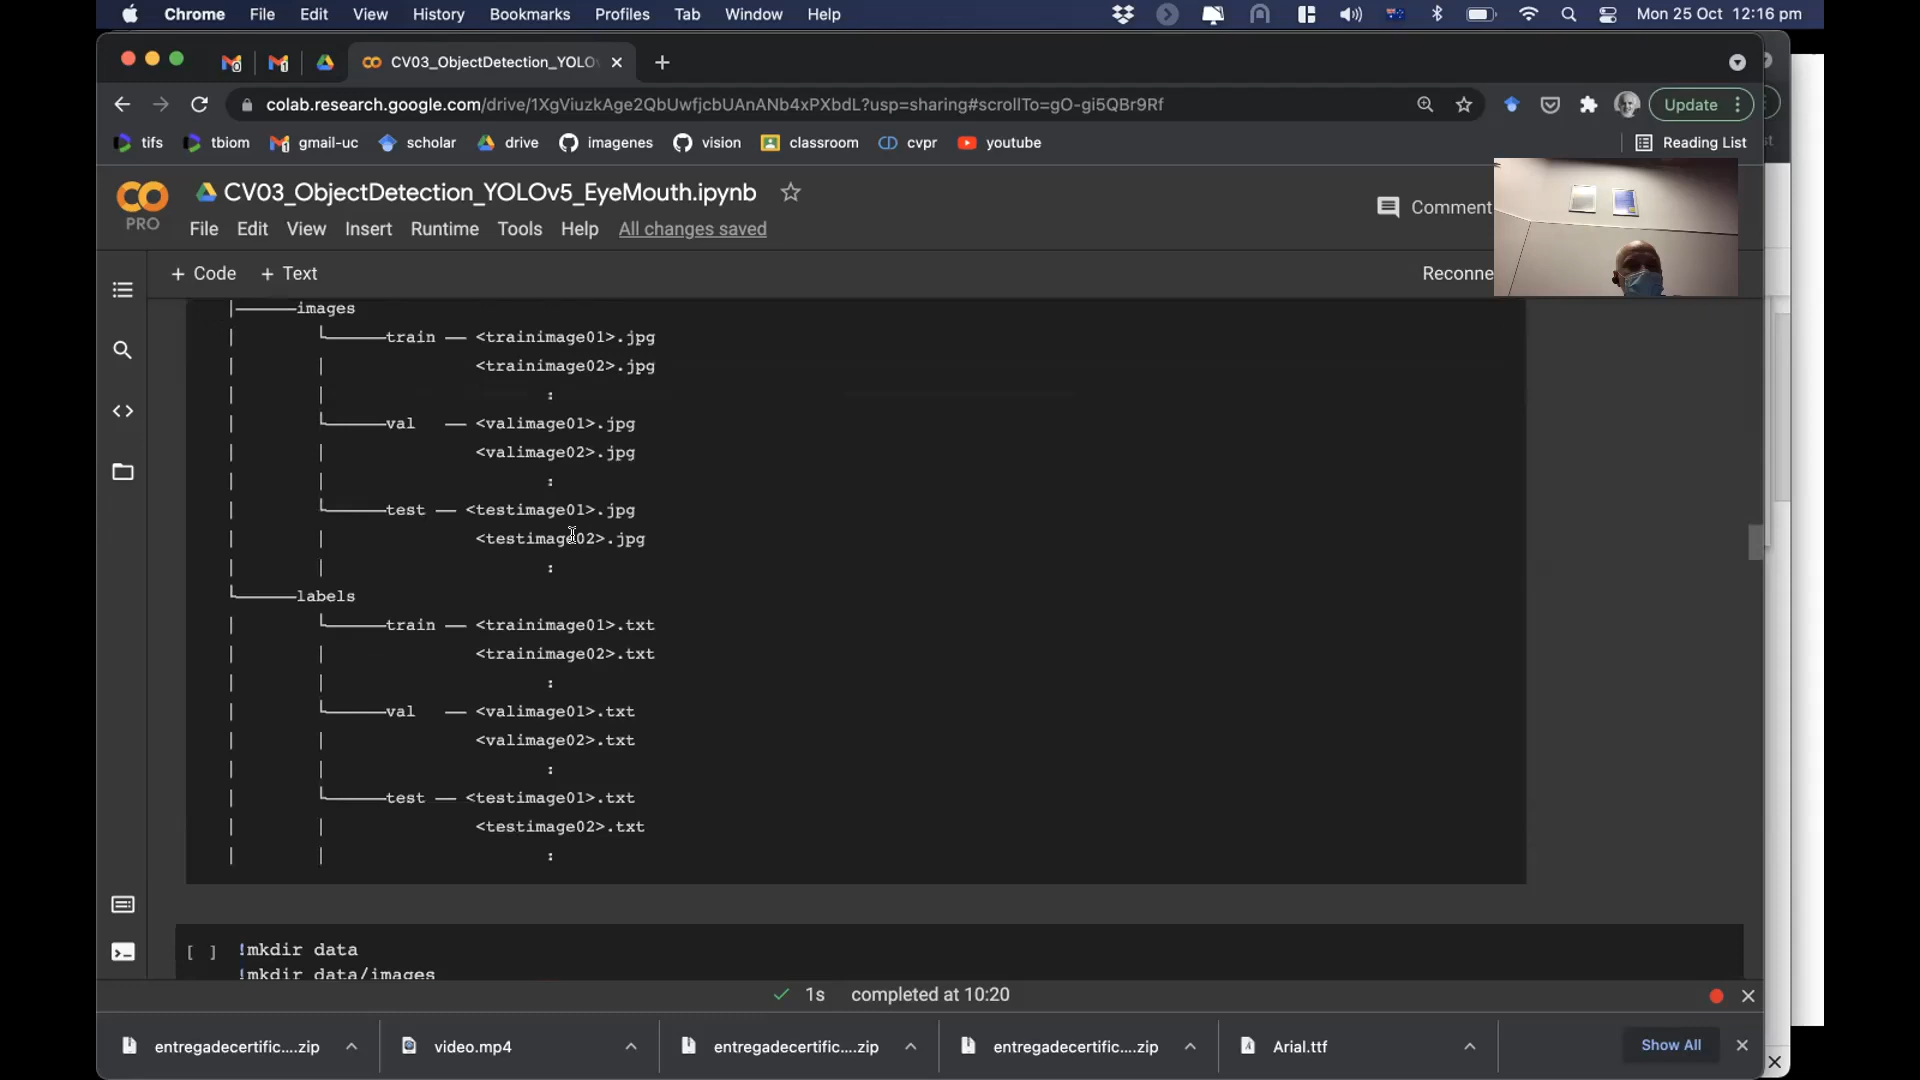 Chrome File Edit View History Bookmarks Profiles Tab Window Help Mon 25 Oct 12:16 pm
CV03_ObjectDetection_YOLO
colab.research.google.com/drive/1XgViuzkAge2QbUwfjcbUAnANb4xPXbdL?usp=sharing#scrollTo=gO-gi5QBr9Rf Update
tifs tbiom gmail-uc scholar drive imagenes vision classroom cvpr youtube Reading List
CV03_ObjectDetection_YOLOv5_EyeMouth.ipynb
PRO
Comment
File Edit View Insert Runtime Tools Help All changes saved
+ Code + Text Reconne
images
train — <trainimage01>.jpg
<trainimage02>.jpg
:
val — <valimage01>.jpg
<valimage02>.jpg
:
test — <testimage01>.jpg
<testimage02>.jpg
:
labels
train — <trainimage01>.txt
<trainimage02>.txt
:
val — <valimage01>.txt
<valimage02>.txt
:
test — <testimage01>.txt
<testimage02>.txt
:
[ ] !mkdir data
!mkdir data/images
1s completed at 10:20
entregadecertific....zip video.mp4 entregadecertific....zip entregadecertific....zip Arial.ttf Show All